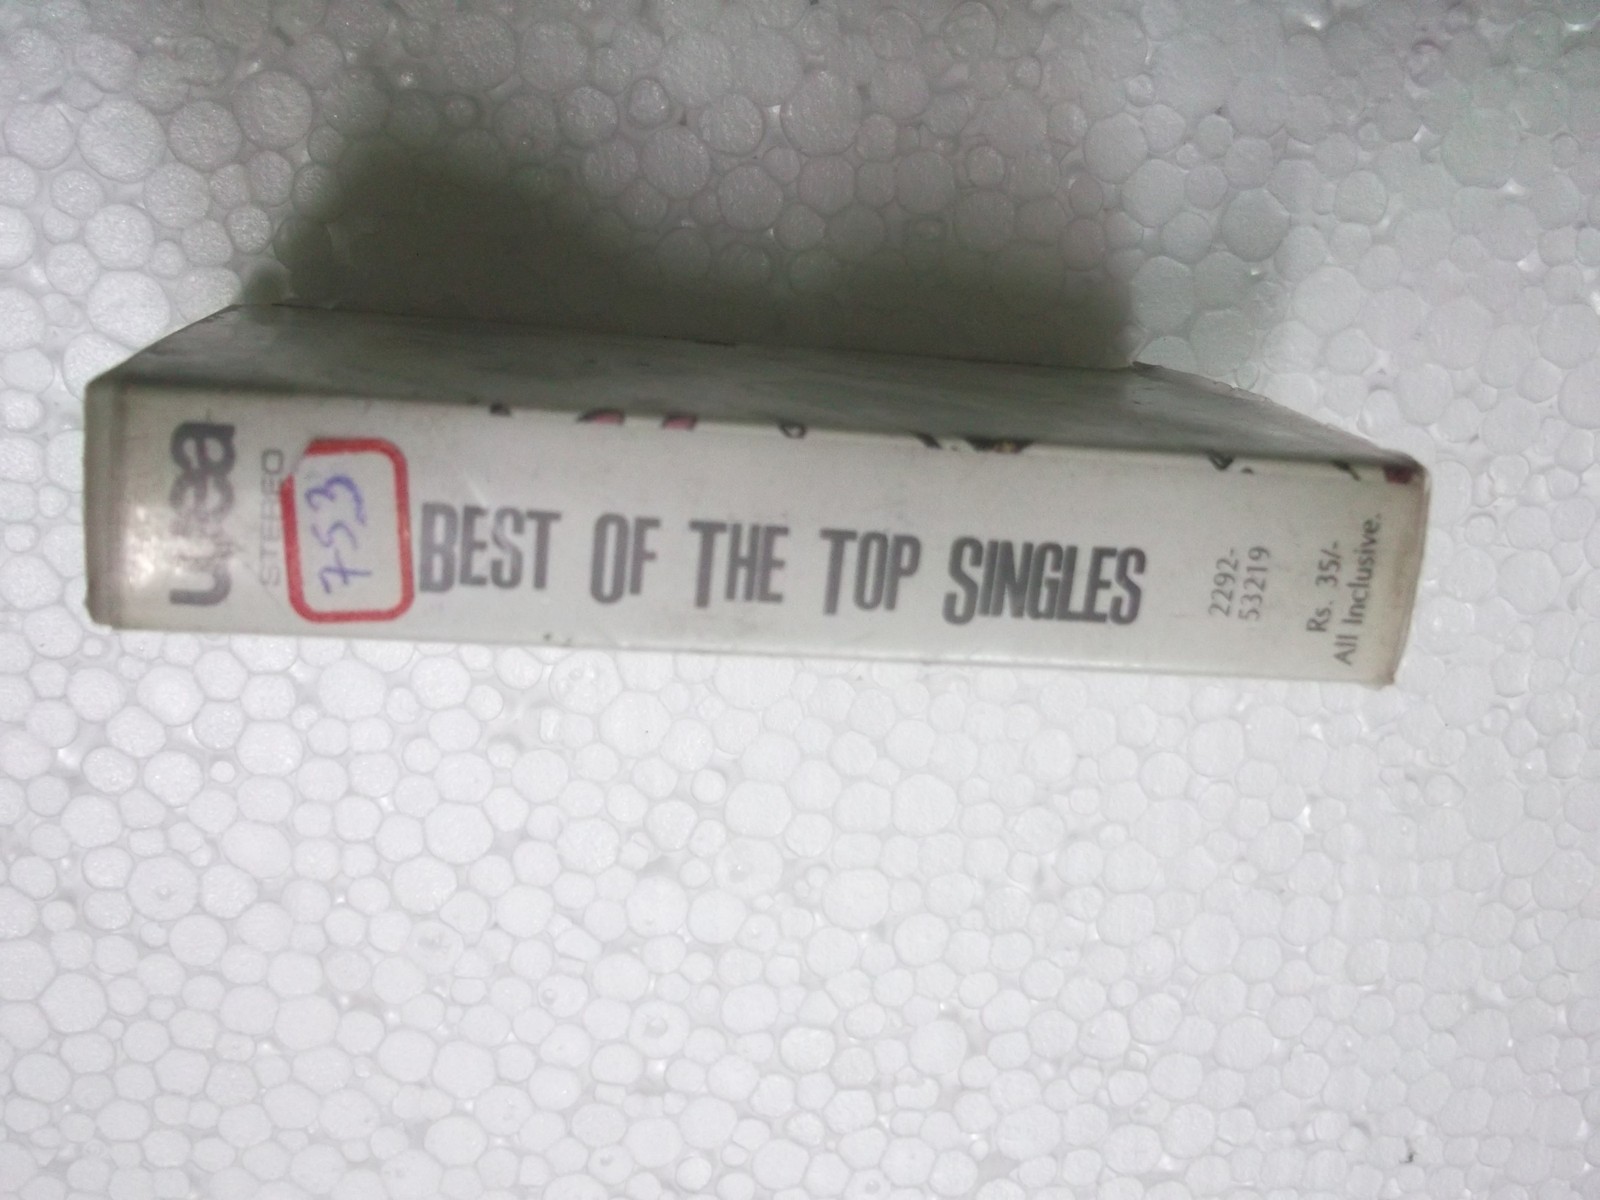 wea
STEREO
753
BEST OF THE TOP SINGLES
2292-
53219
Rs. 35/-
All Inclusive.